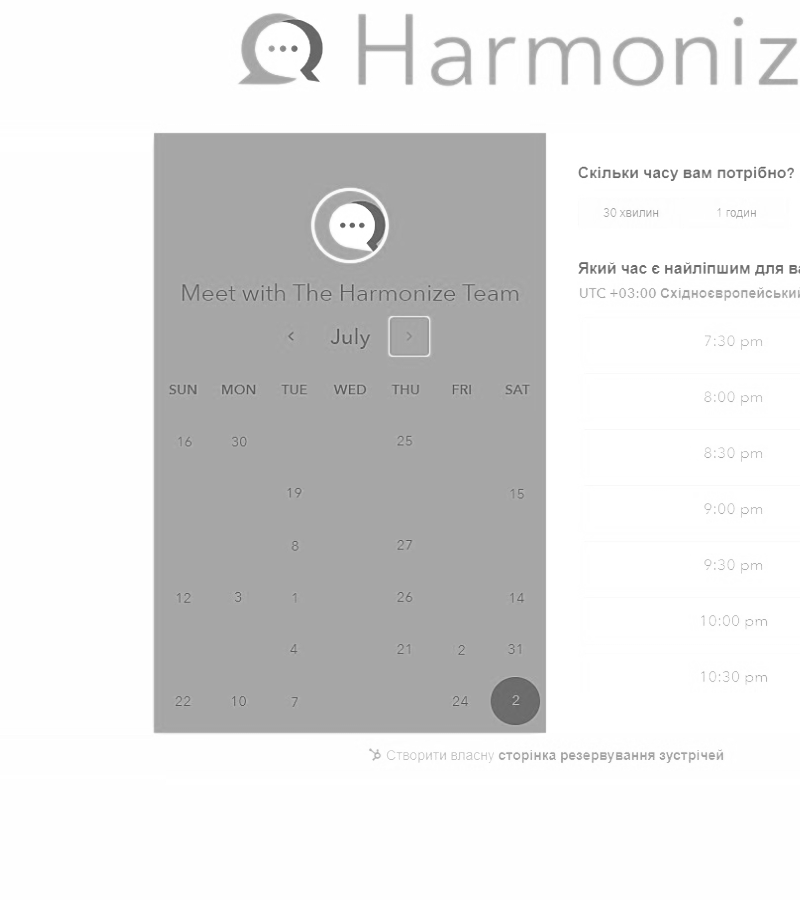 Harmoniz
Meet with The Harmonize Team
July
SUN MON TUE WED THU FRI SAT
16 30 25
19 15
8 27
12 3 1 26 14
4 21 2 31
22 10 7 24 2
Скільки часу вам потрібно?
30 хвилин 1 годин
Який час є найліпшим для ва
UTC +03:00 Східноєвропейськи
7:30 pm
8:00 pm
8:30 pm
9:00 pm
9:30 pm
10:00 pm
10:30 pm
Створити власну сторінка резервування зустрічей